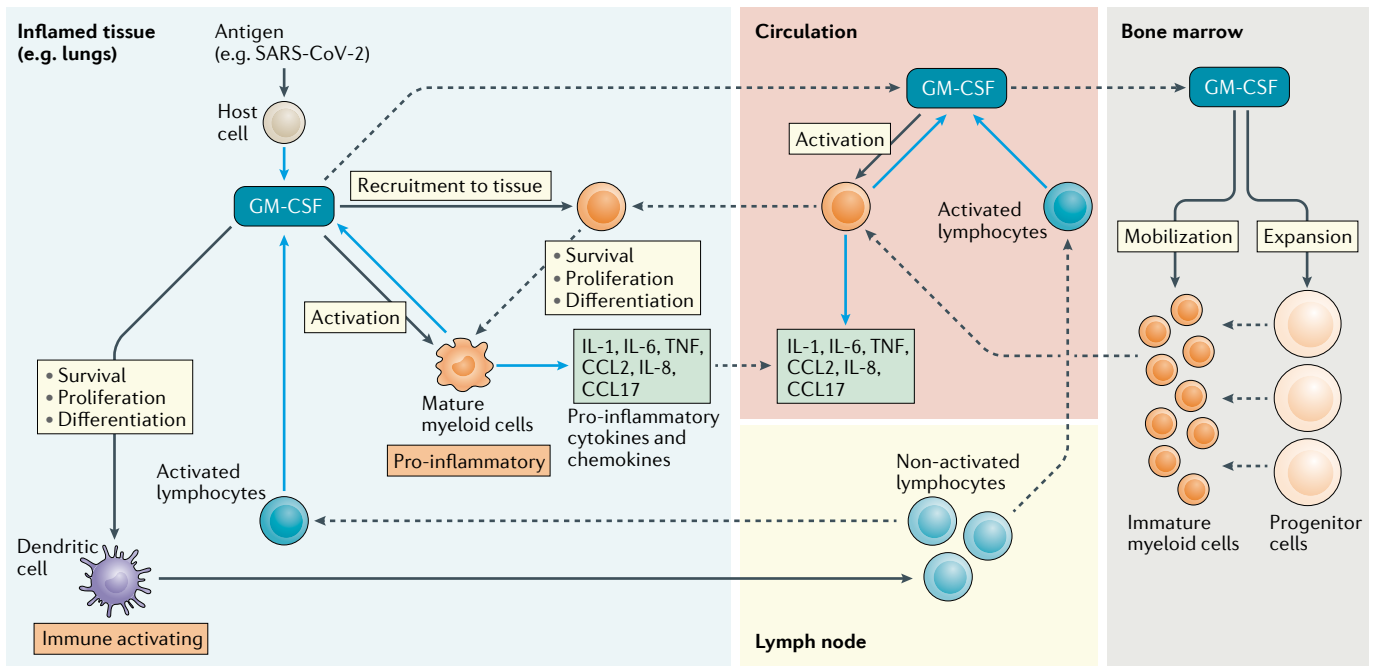 Inflamed tissue
(e.g. lungs)
Antigen
(e.g. SARS-CoV-2)
Host
cell
GM-CSF
Recruitment to tissue
• Survival
• Proliferation
• Differentiation
Activation
• Survival
• Proliferation
• Differentiation
Mature
myeloid cells
Pro-inflammatory
IL-1, IL-6, TNF,
CCL2, IL-8,
CCL17
Pro-inflammatory
cytokines and
chemokines
Activated
lymphocytes
Dendritic
cell
Immune activating
Circulation
GM-CSF
Activation
Activated
lymphocytes
IL-1, IL-6, TNF,
CCL2, IL-8,
CCL17
Non-activated
lymphocytes
Lymph node
Bone marrow
GM-CSF
Mobilization
Expansion
Immature
myeloid cells
Progenitor
cells